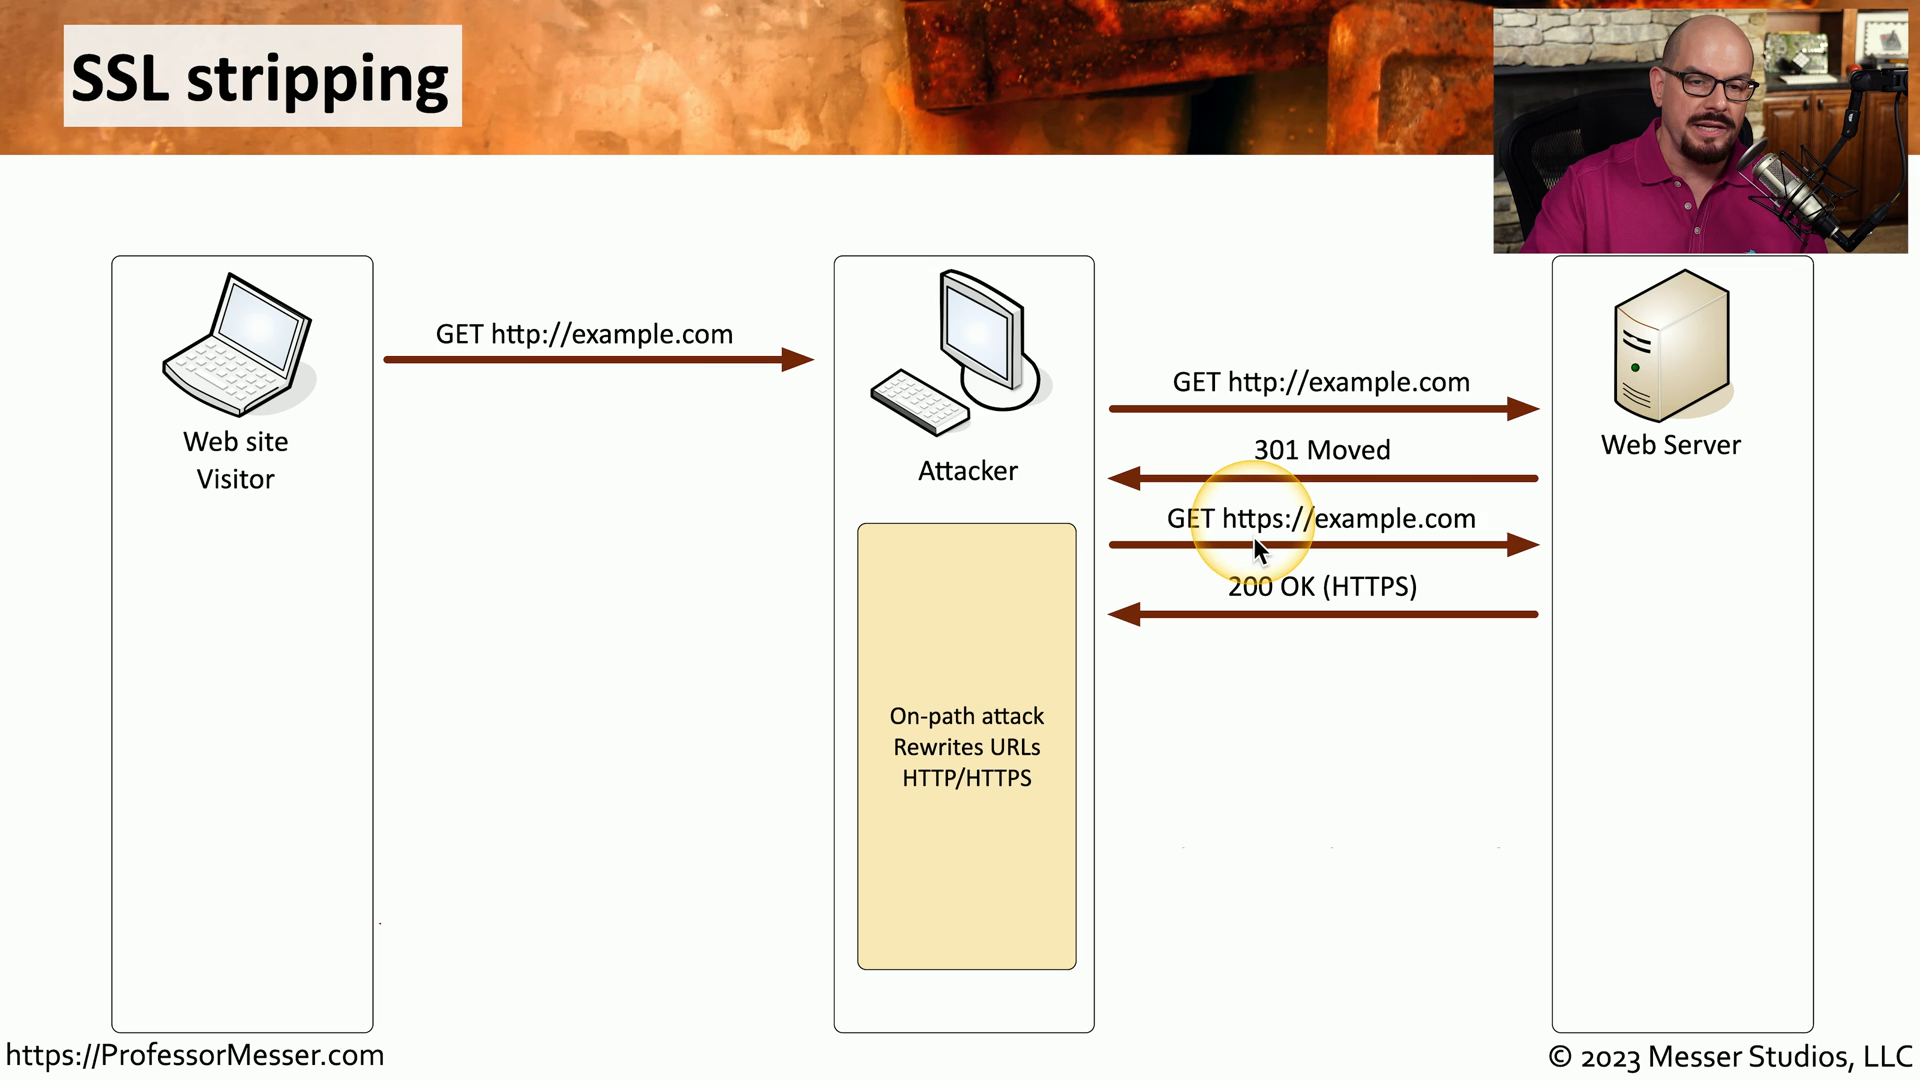 SSL stripping
GET http://example.com
GET http://example.com
301 Moved
GET https://example.com
200 OK (HTTPS)
Web site
Visitor
Attacker
Web Server
On-path attack
Rewrites URLs
HTTP/HTTPS
https://ProfessorMesser.com
© 2023 Messer Studios, LLC